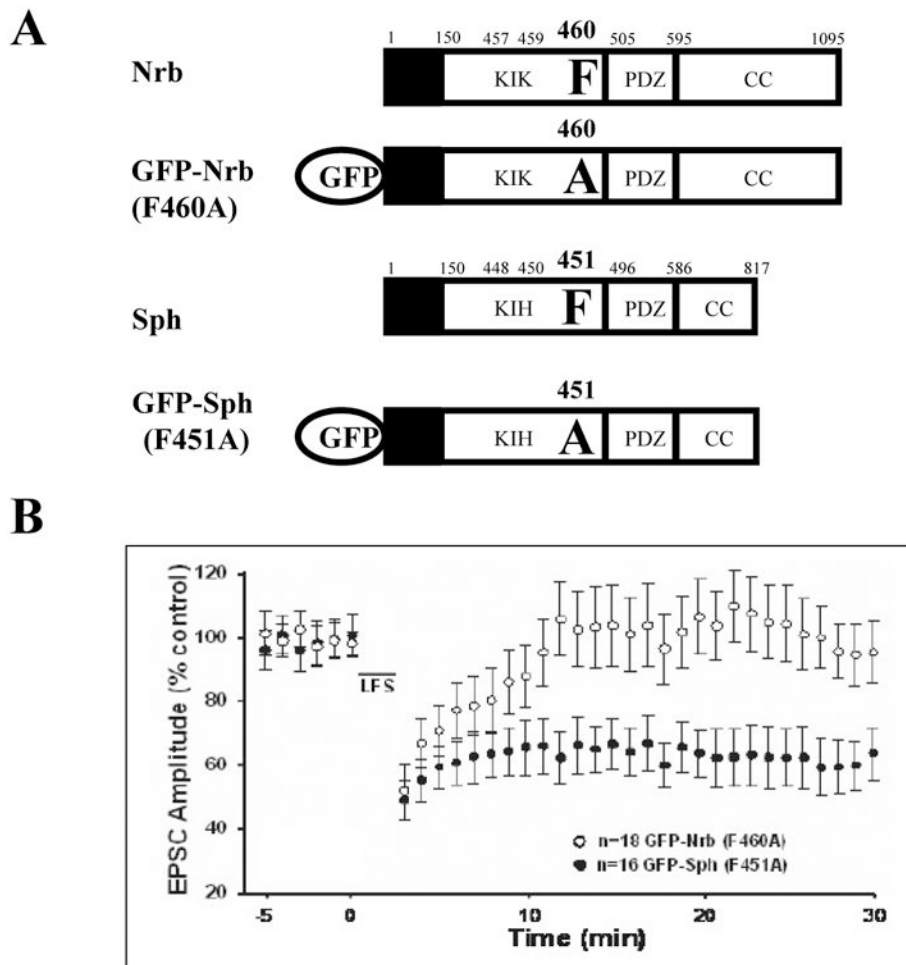 A
460
1 150 457 459 505 595 1095
Nrb
KIK F PDZ CC
460
GFP-Nrb
(F460A)
GFP KIK A PDZ CC
451
1 150 448 450 496 586 817
Sph
KIH F PDZ CC
451
GFP-Sph
(F451A)
GFP KIH A PDZ CC
B
EPSC Amplitude (% control)
120
100
80
60
40
20
LFS
n=18 GFP-Nrb (F460A)
n=16 GFP-Sph (F451A)
-5 0 10 20 30
Time (min)